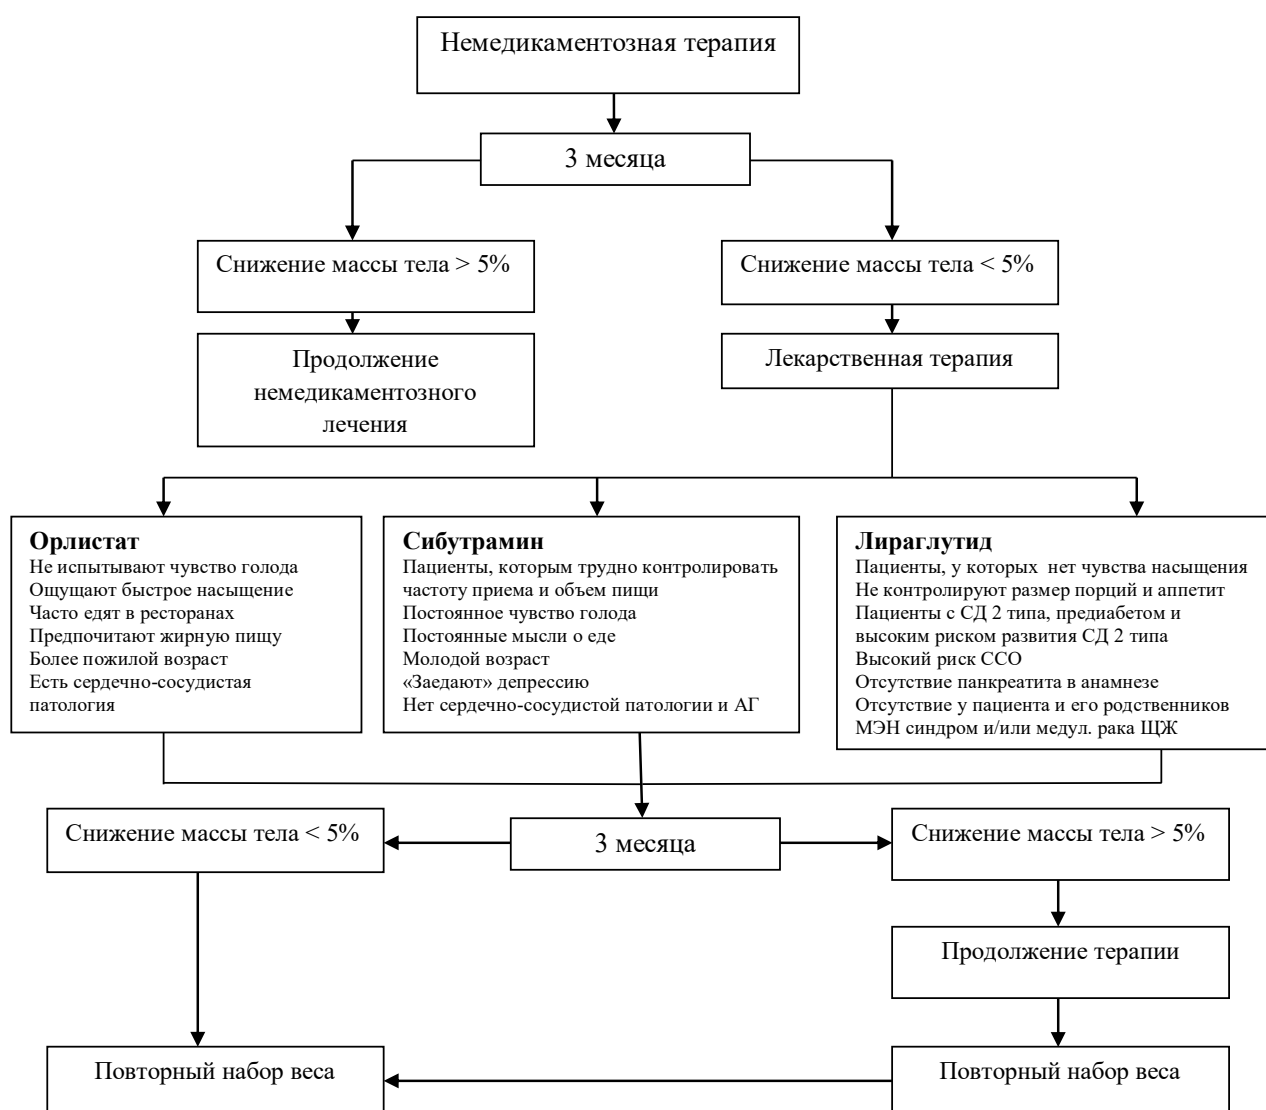 Немедикаментозная терапия
3 месяца
Снижение массы тела > 5%
Снижение массы тела < 5%
Продолжение
немедикаментозного
лечения
Лекарственная терапия
Орлистат
Не испытывают чувство голода
Ощущают быстрое насыщение
Часто едят в ресторанах
Предпочитают жирную пищу
Более пожилой возраст
Есть сердечно-сосудистая
патология
Сибутрамин
Пациенты, которым трудно контролировать
частоту приема и объем пищи
Постоянное чувство голода
Постоянные мысли о еде
Молодой возраст
«Заедают» депрессию
Нет сердечно-сосудистой патологии и АГ
Лираглутид
Пациенты, у которых нет чувства насыщения
Не контролируют размер порций и аппетит
Пациенты с СД 2 типа, предиабетом и
высоким риском развития СД 2 типа
Высокий риск ССО
Отсутствие панкреатита в анамнезе
Отсутствие у пациента и его родственников
МЭН синдром и/или медул. рака ЩЖ
Снижение массы тела < 5%
3 месяца
Снижение массы тела > 5%
Продолжение терапии
Повторный набор веса
Повторный набор веса